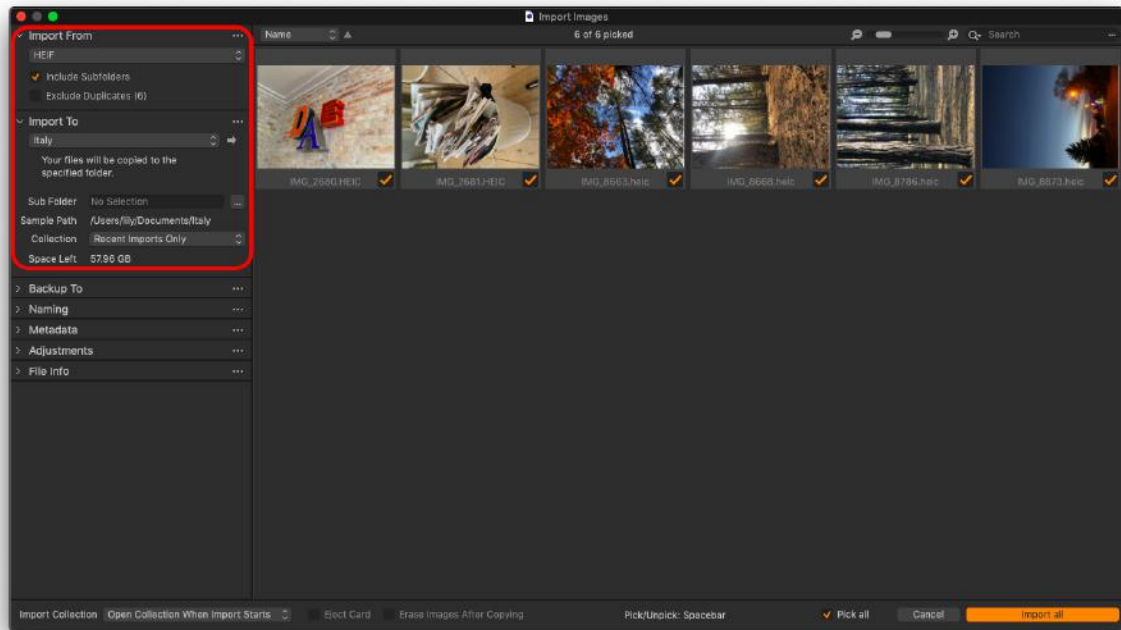 Import Images
Import From
HEIF
Include Subfolders
Exclude Duplicates (6)
Import To
Italy
Your files will be copied to the
specified folder.
Sub Folder No Selection ...
Sample Path /Users/lily/Documents/Italy
Collection Recent Imports Only
Space Left 57.96 GB
Backup To
Naming
Metadata
Adjustments
File Info
Name 6 of 6 picked Search
IMG_2680.HEIC IMG_2681.HEIC IMG_8663.heic IMG_8668.heic IMG_8786.heic IMG_8873.heic
Import Collection Open Collection When Import Starts Eject Card Erase Images After Copying Pick/Unpick: Spacebar Pick all Cancel Import all